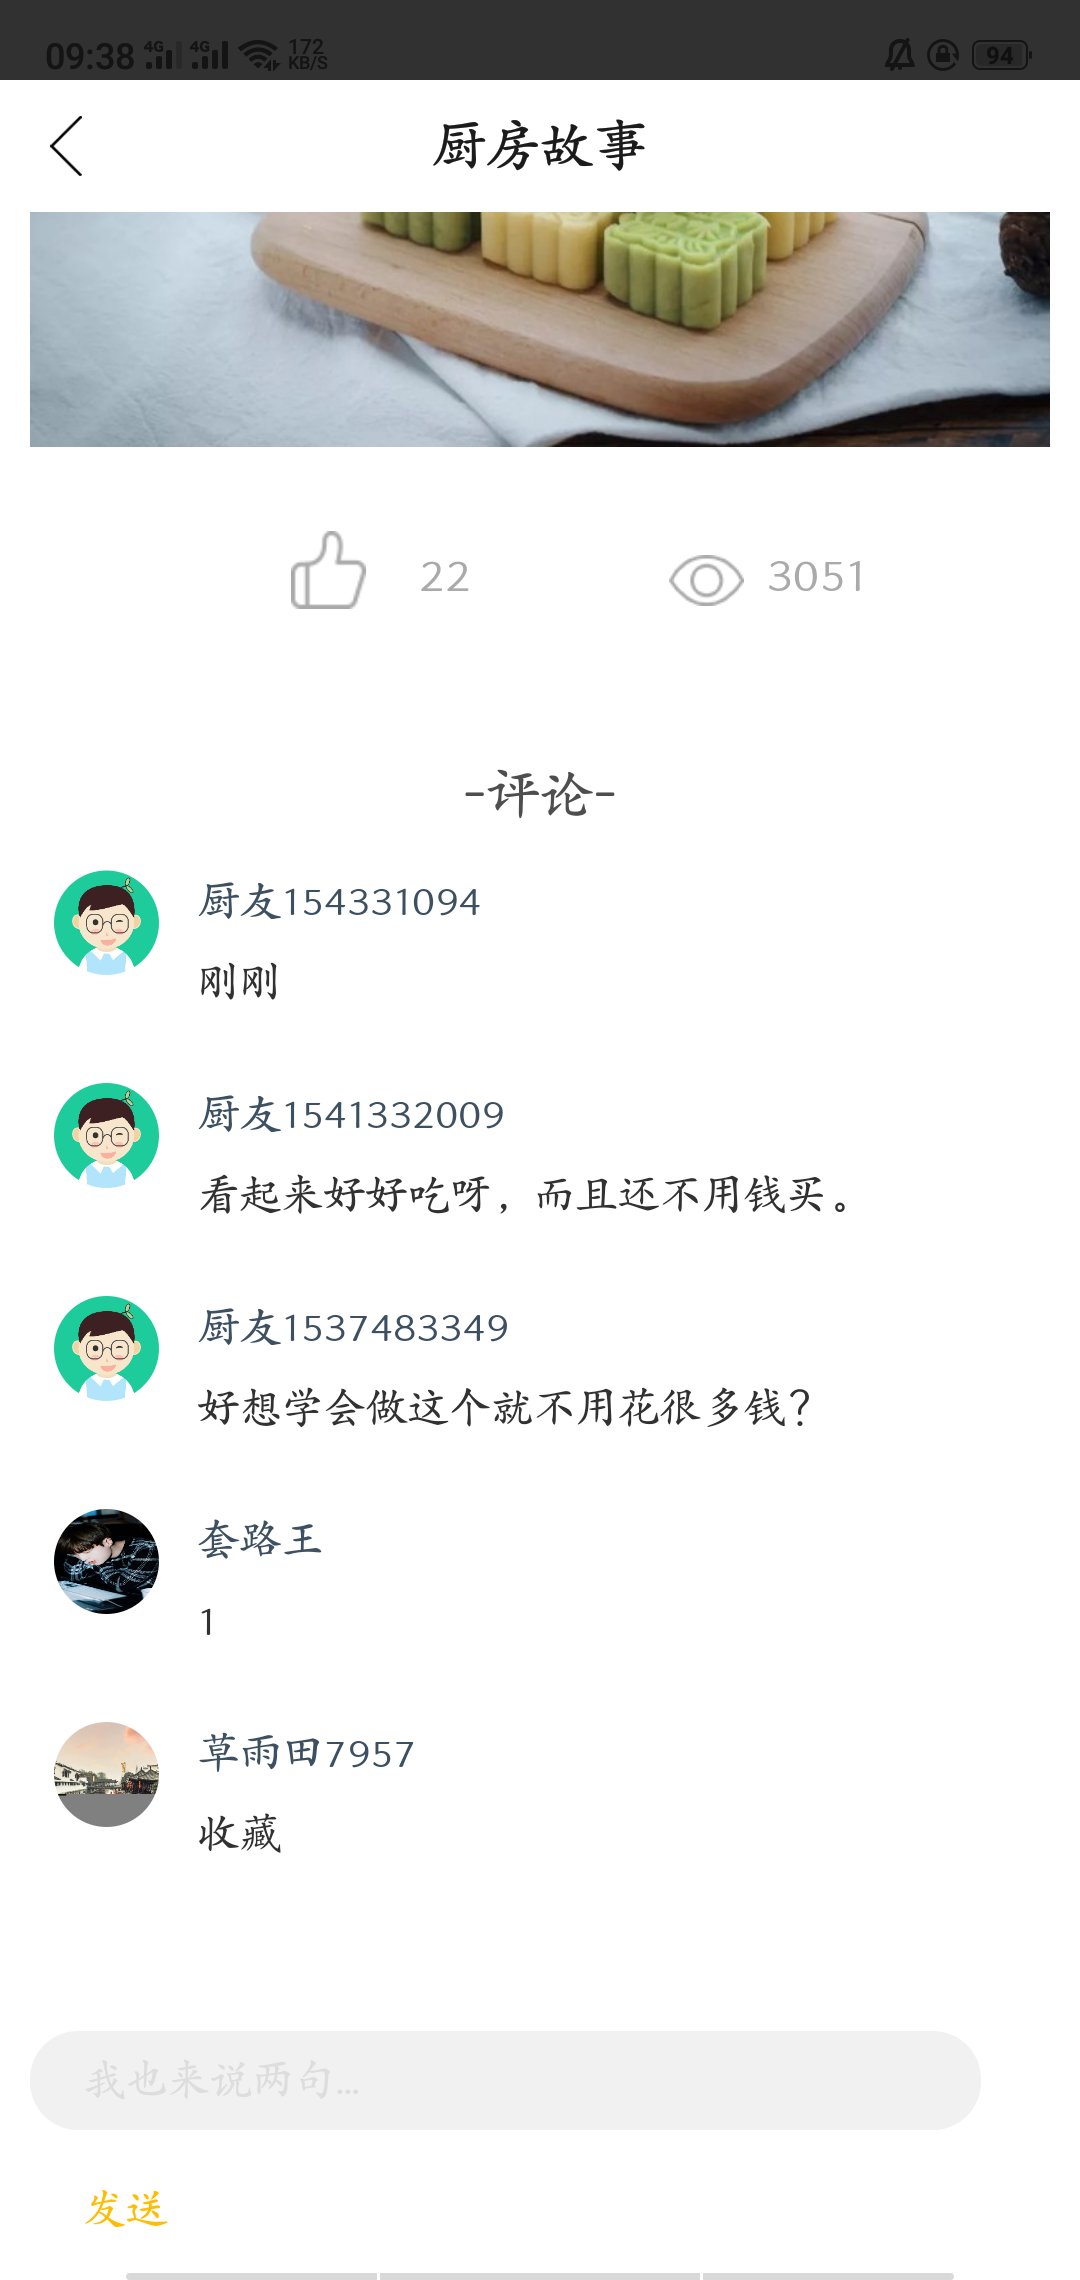 09:38 4G 4G 172 KB/S 94
厨房故事
22 3051
-评论-
厨友154331094
刚刚
厨友1541332009
看起来好好吃呀，而且还不用钱买。
厨友1537483349
好想学会做这个就不用花很多钱？
套路王
1
草雨田7957
收藏
我也来说两句...
发送